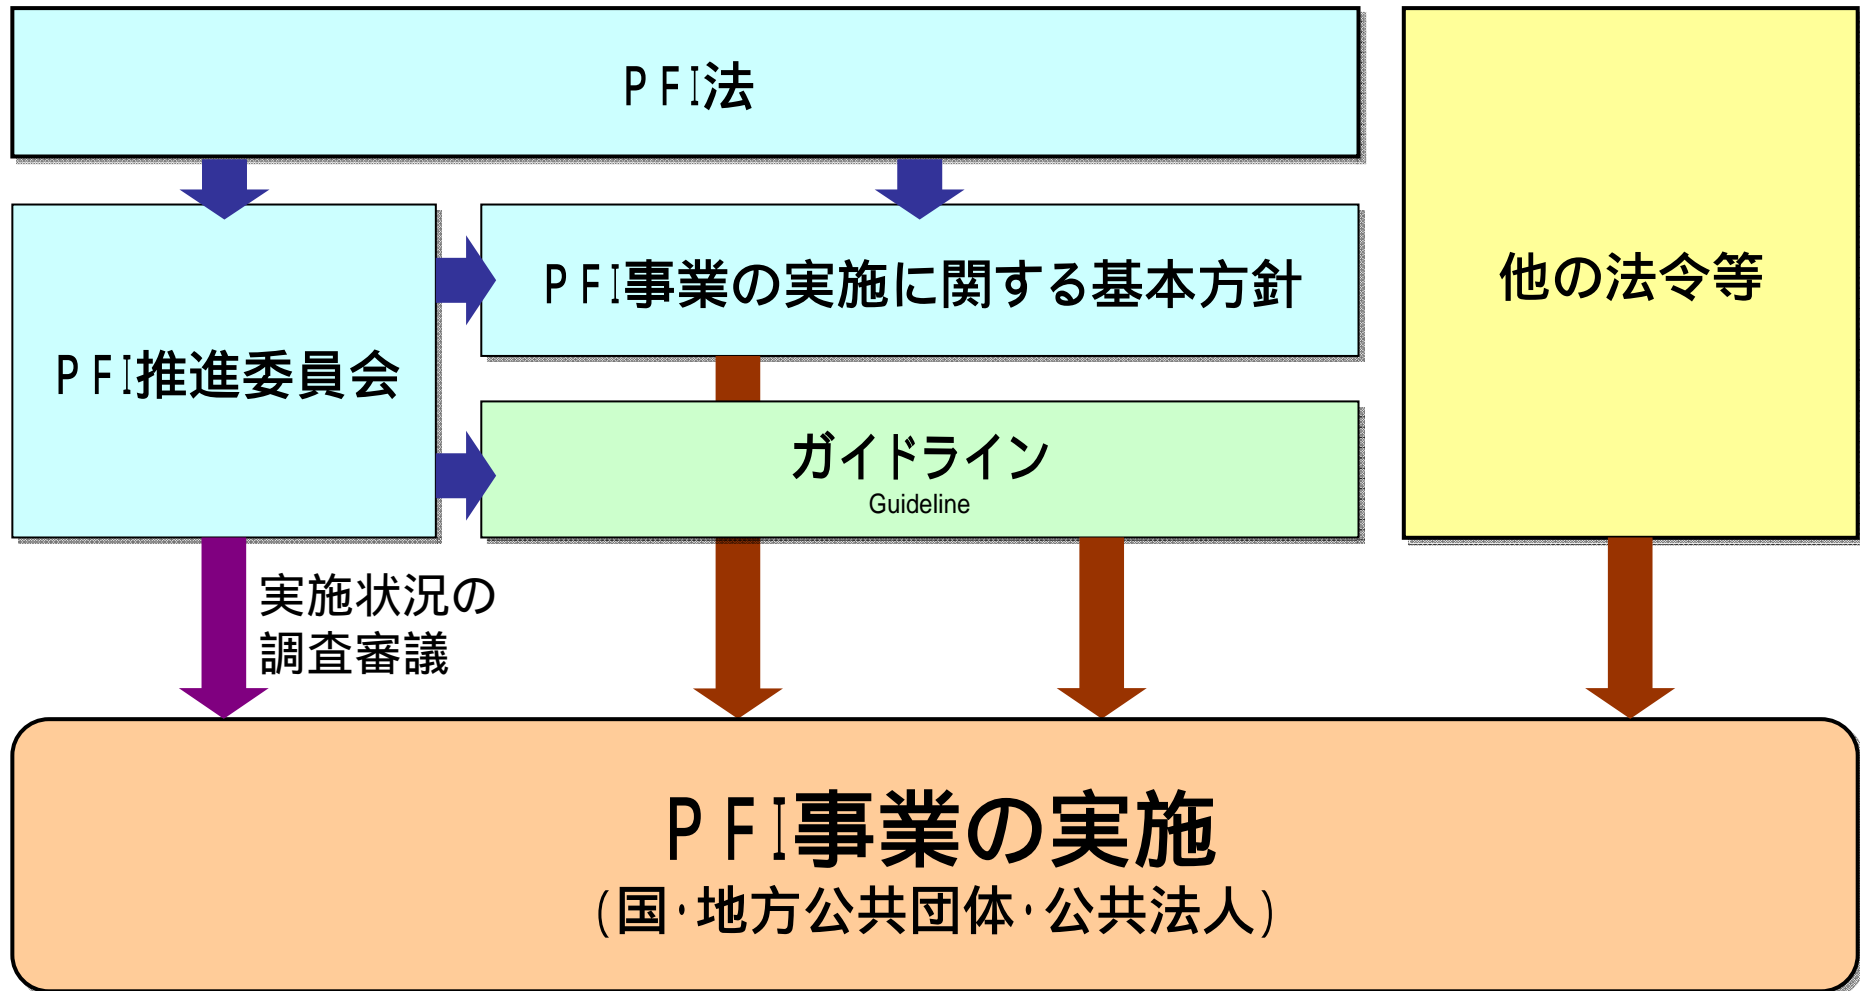 PFI法
PFI事業の実施に関する基本方針
他の法令等
PFI推進委員会
ガイドライン
Guideline
実施状況の
調査審議
PFI事業の実施
(国・地方公共団体・公共法人)